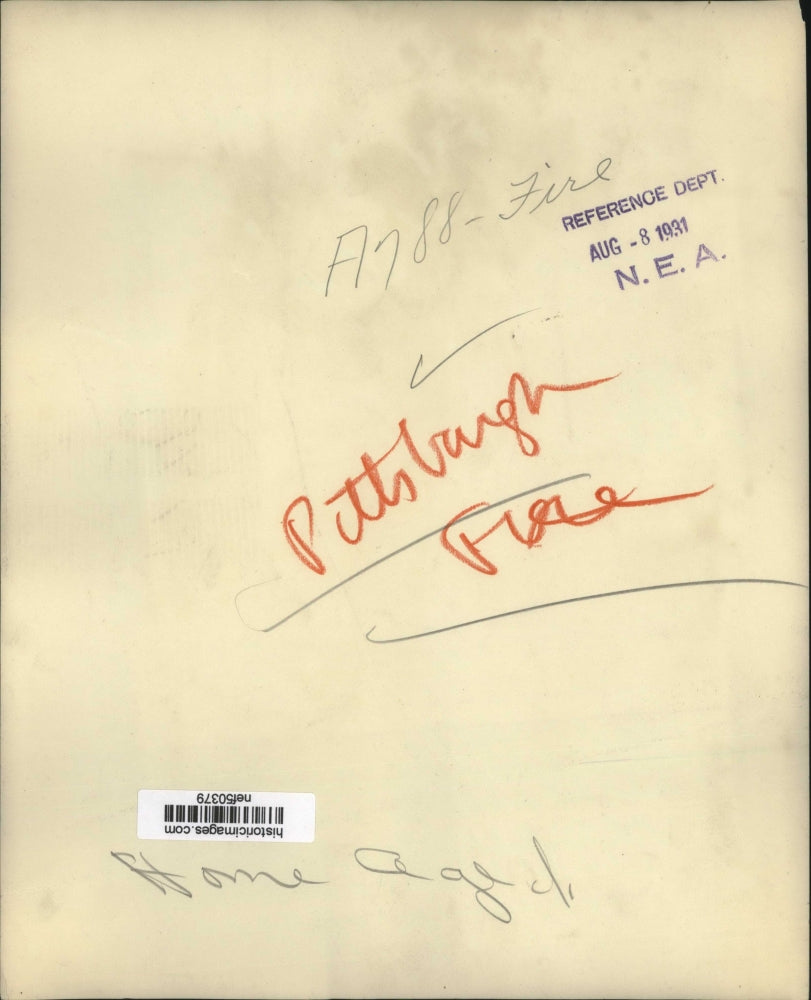 A788-Fire
REFERENCE DEPT.
AUG -8 1931
N. E. A.
Pittsburgh
Fire
nef50379
historicimages.com
Home Aged.